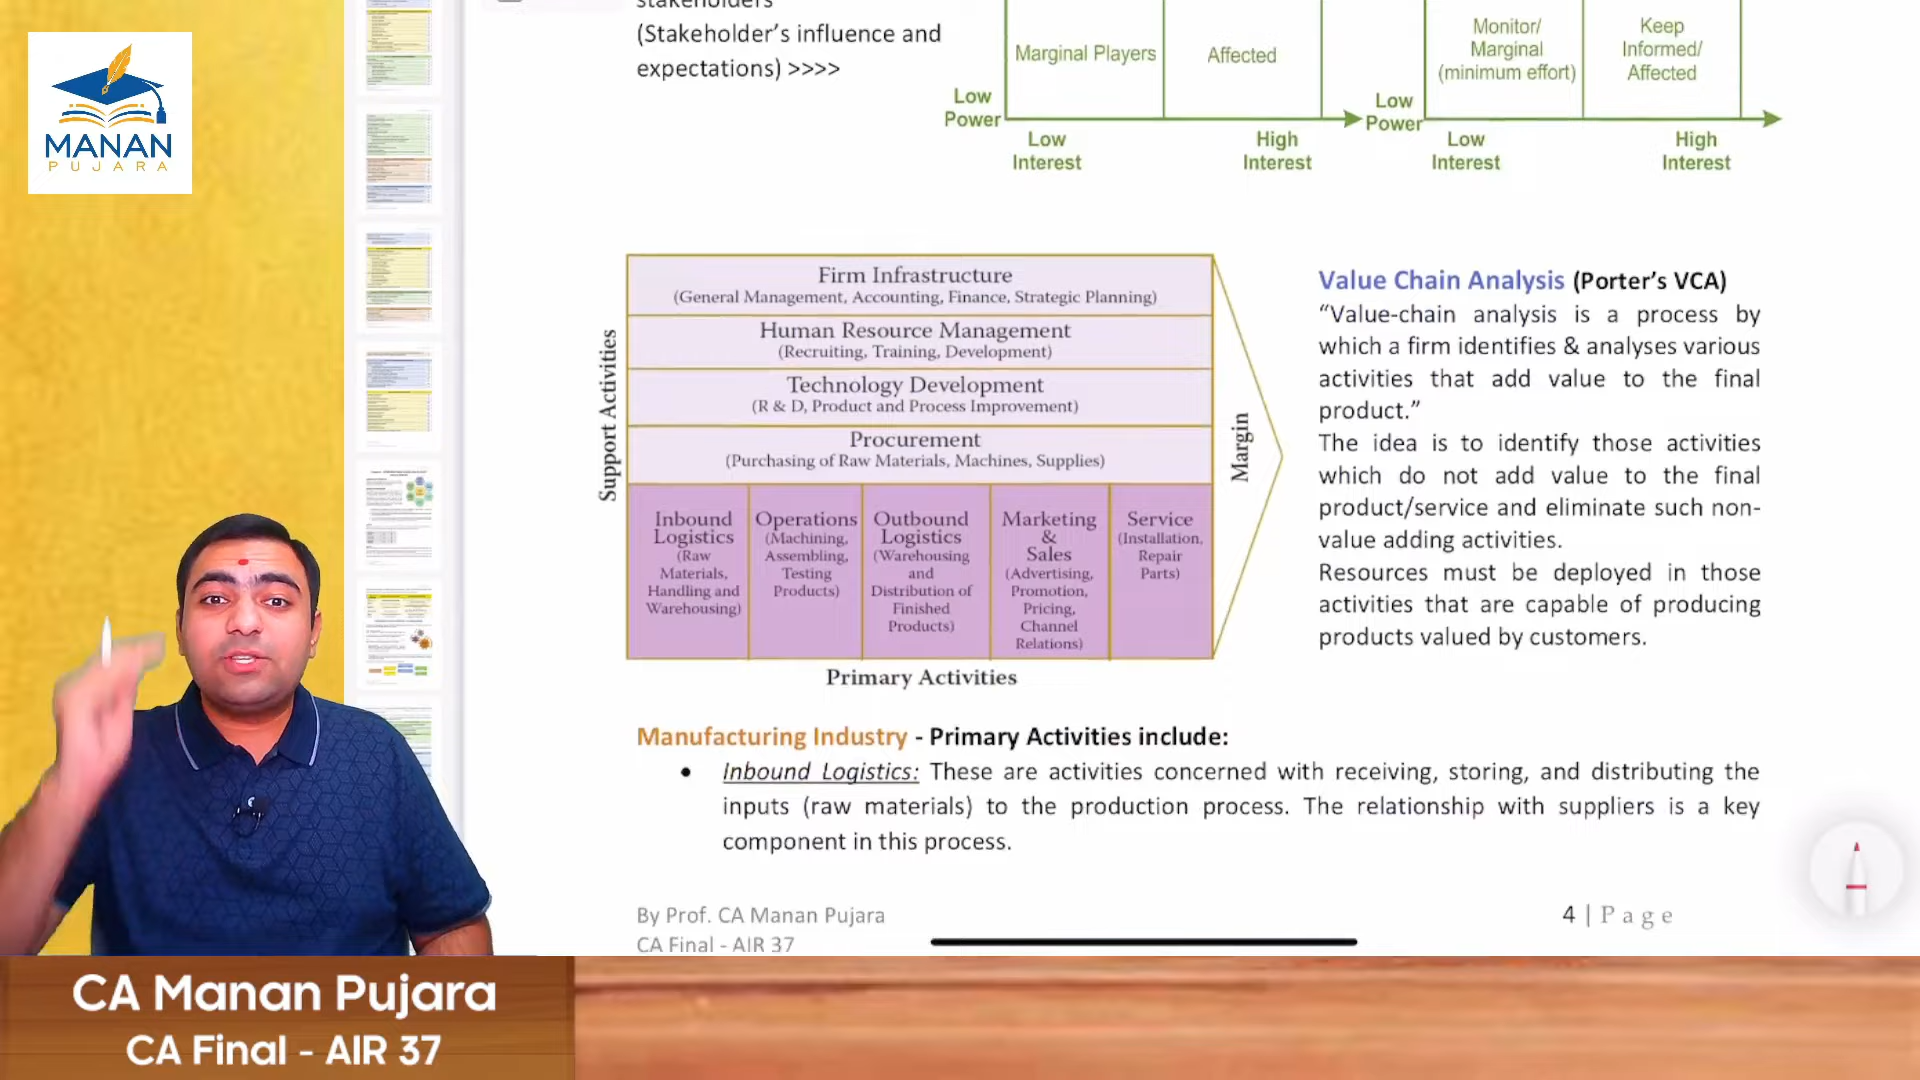 MANAN
PUJARA
stakeholders
(Stakeholder's influence and
expectations) >>>>
Marginal Players
Affected
Low
Power
Low
Interest
High
Interest
Monitor/
Marginal
(minimum effort)
Keep
Informed/
Affected
Low
Power
Low
Interest
High
Interest
Support Activities
Firm Infrastructure
(General Management, Accounting, Finance, Strategic Planning)
Human Resource Management
(Recruiting, Training, Development)
Technology Development
(R & D, Product and Process Improvement)
Procurement
(Purchasing of Raw Materials, Machines, Supplies)
Inbound
Logistics
(Raw
Materials,
Handling and
Warehousing)
Operations
(Machining,
Assembling,
Testing
Products)
Outbound
Logistics
(Warehousing
and
Distribution of
Finished
Products)
Marketing
&
Sales
(Advertising,
Promotion,
Pricing,
Channel
Relations)
Service
(Installation,
Repair
Parts)
Margin
Primary Activities
Value Chain Analysis (Porter's VCA)
“Value-chain analysis is a process by
which a firm identifies & analyses various
activities that add value to the final
product.”
The idea is to identify those activities
which do not add value to the final
product/service and eliminate such non-
value adding activities.
Resources must be deployed in those
activities that are capable of producing
products valued by customers.
Manufacturing Industry - Primary Activities include:
• Inbound Logistics: These are activities concerned with receiving, storing, and distributing the
inputs (raw materials) to the production process. The relationship with suppliers is a key
component in this process.
By Prof. CA Manan Pujara
CA Final - AIR 37
4 | Page
CA Manan Pujara
CA Final - AIR 37